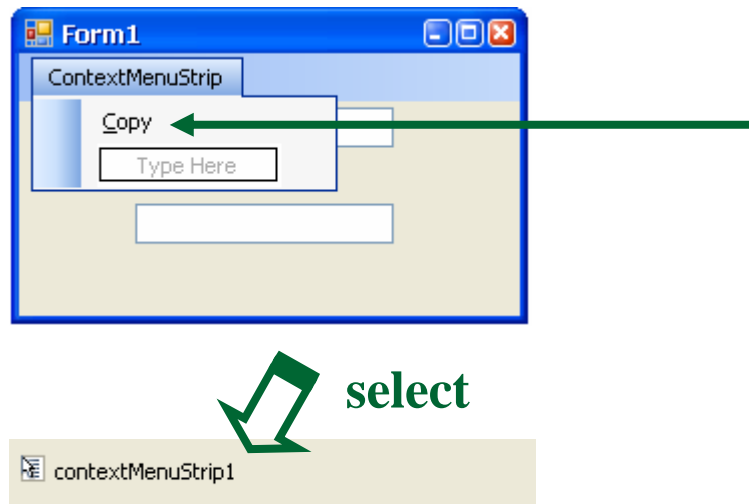 Form1
ContextMenuStrip
Copy
Type Here
select
contextMenuStrip1